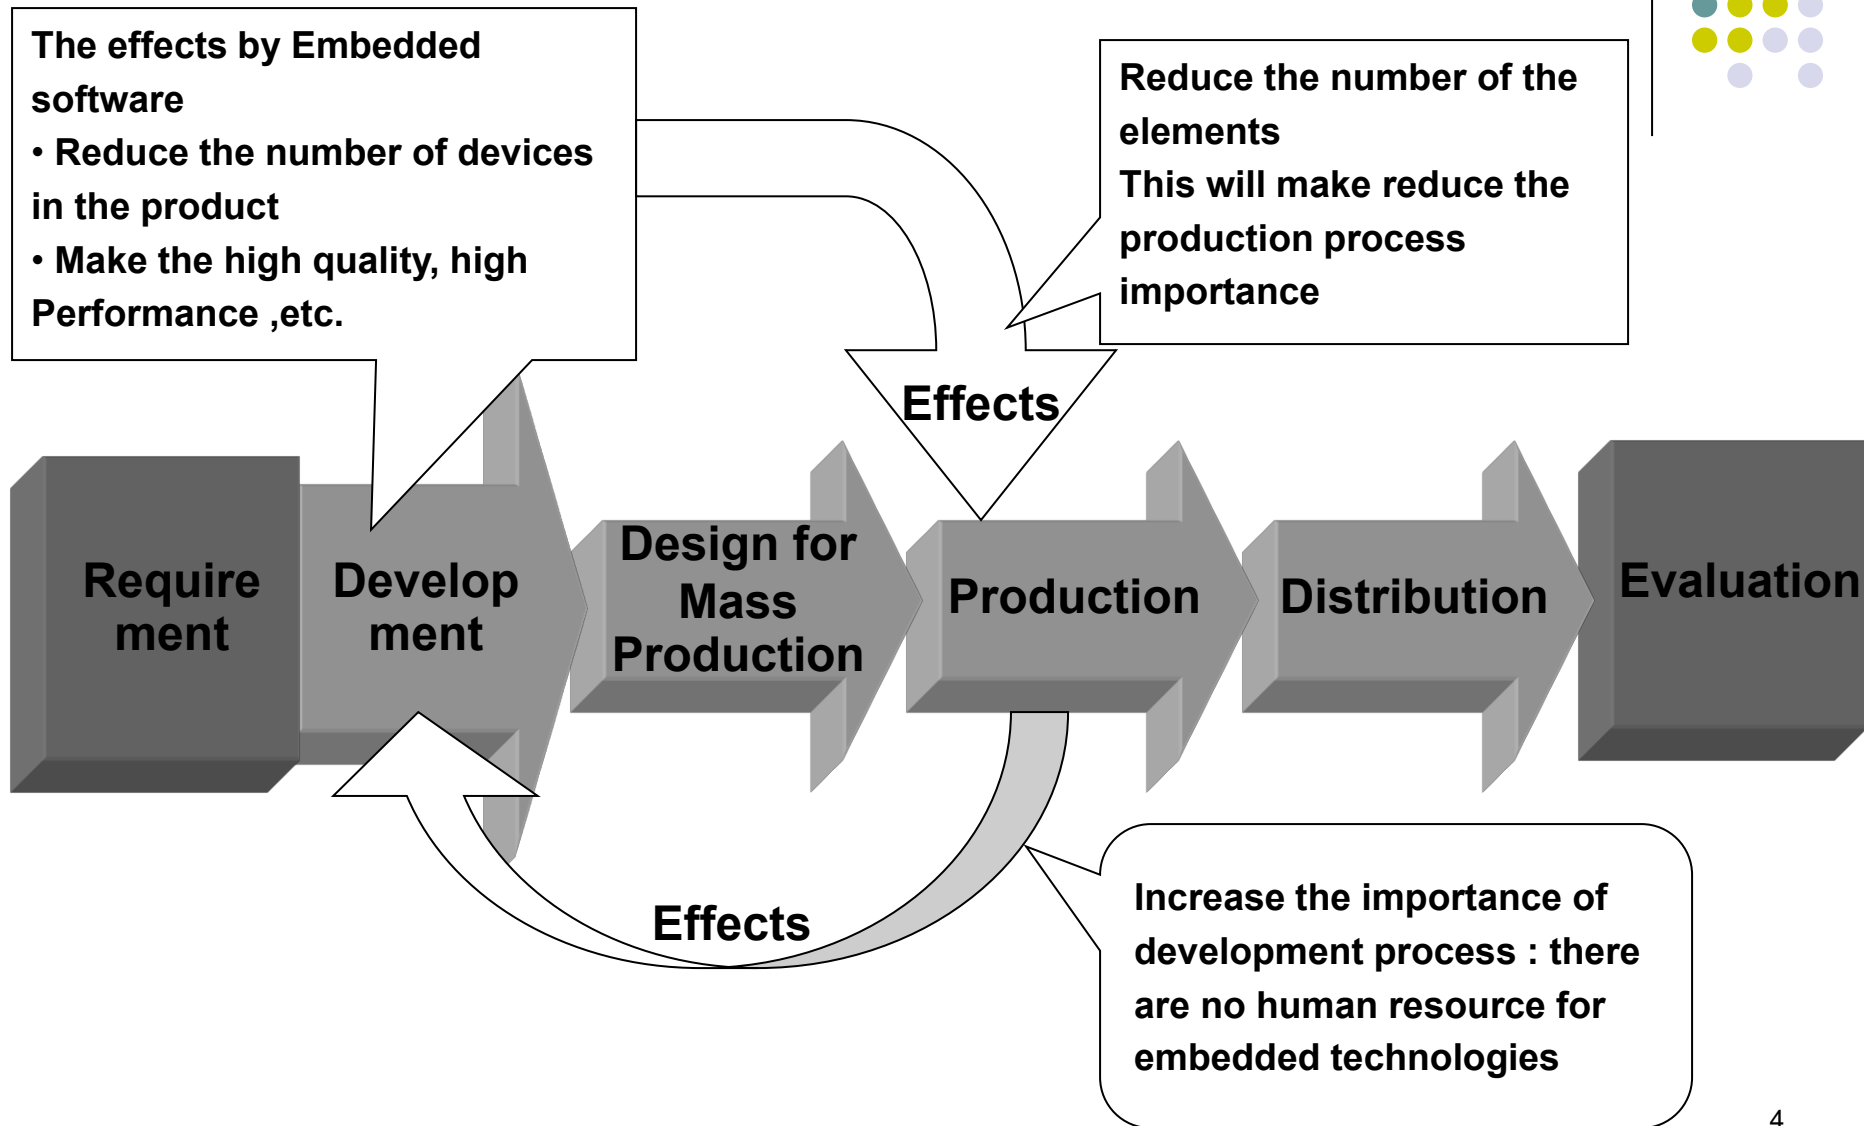 The effects by Embedded
software
• Reduce the number of devices
in the product
• Make the high quality, high
Performance ,etc.
Reduce the number of the
elements
This will make reduce the
production process
importance
Effects
Require
ment
Develop
ment
Design for
Mass
Production
Production
Distribution
Evaluation
Effects
Increase the importance of
development process : there
are no human resource for
embedded technologies
4